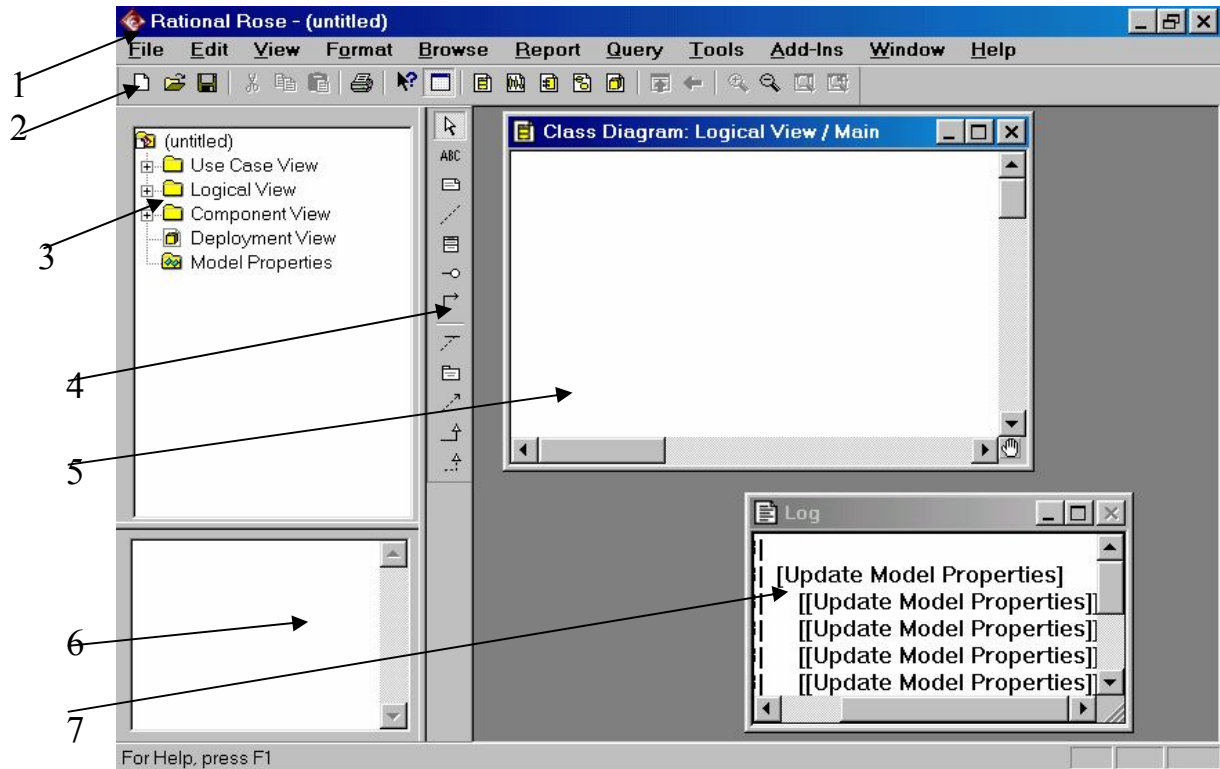 Rational Rose - (untitled)
File Edit View Format Browse Report Query Tools Add-Ins Window Help
1
2
(untitled)
Use Case View
Logical View
Component View
Deployment View
Model Properties
3
ABC
Class Diagram: Logical View / Main
4
5
Log
[Update Model Properties]
[[Update Model Properties]]
[[Update Model Properties]]
[[Update Model Properties]]
[[Update Model Properties]]
6
7
For Help, press F1